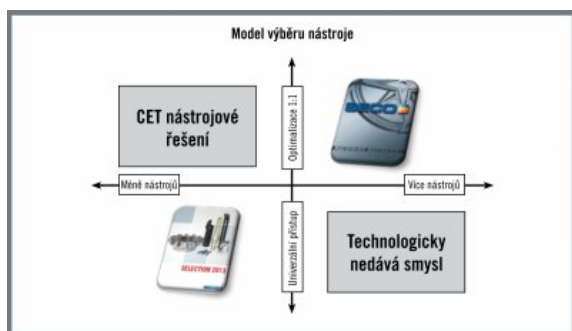 Model výběru nástroje
CET nástrojové
řešení
Optimalizace 1:1
SECO
Méně nástrojů
Více nástrojů
Univerzální přístup
SELECTION 2013
Technologicky
nedává smysl